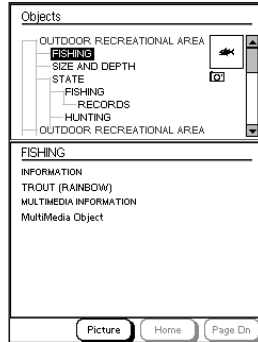 Objects
OUTDOOR RECREATIONAL AREA
FISHING
SIZE AND DEPTH
STATE
FISHING
RECORDS
HUNTING
OUTDOOR RECREATIONAL AREA
FISHING
INFORMATION
TROUT (RAINBOW)
MULTIMEDIA INFORMATION
MultiMedia Object
Picture Home Page Dn